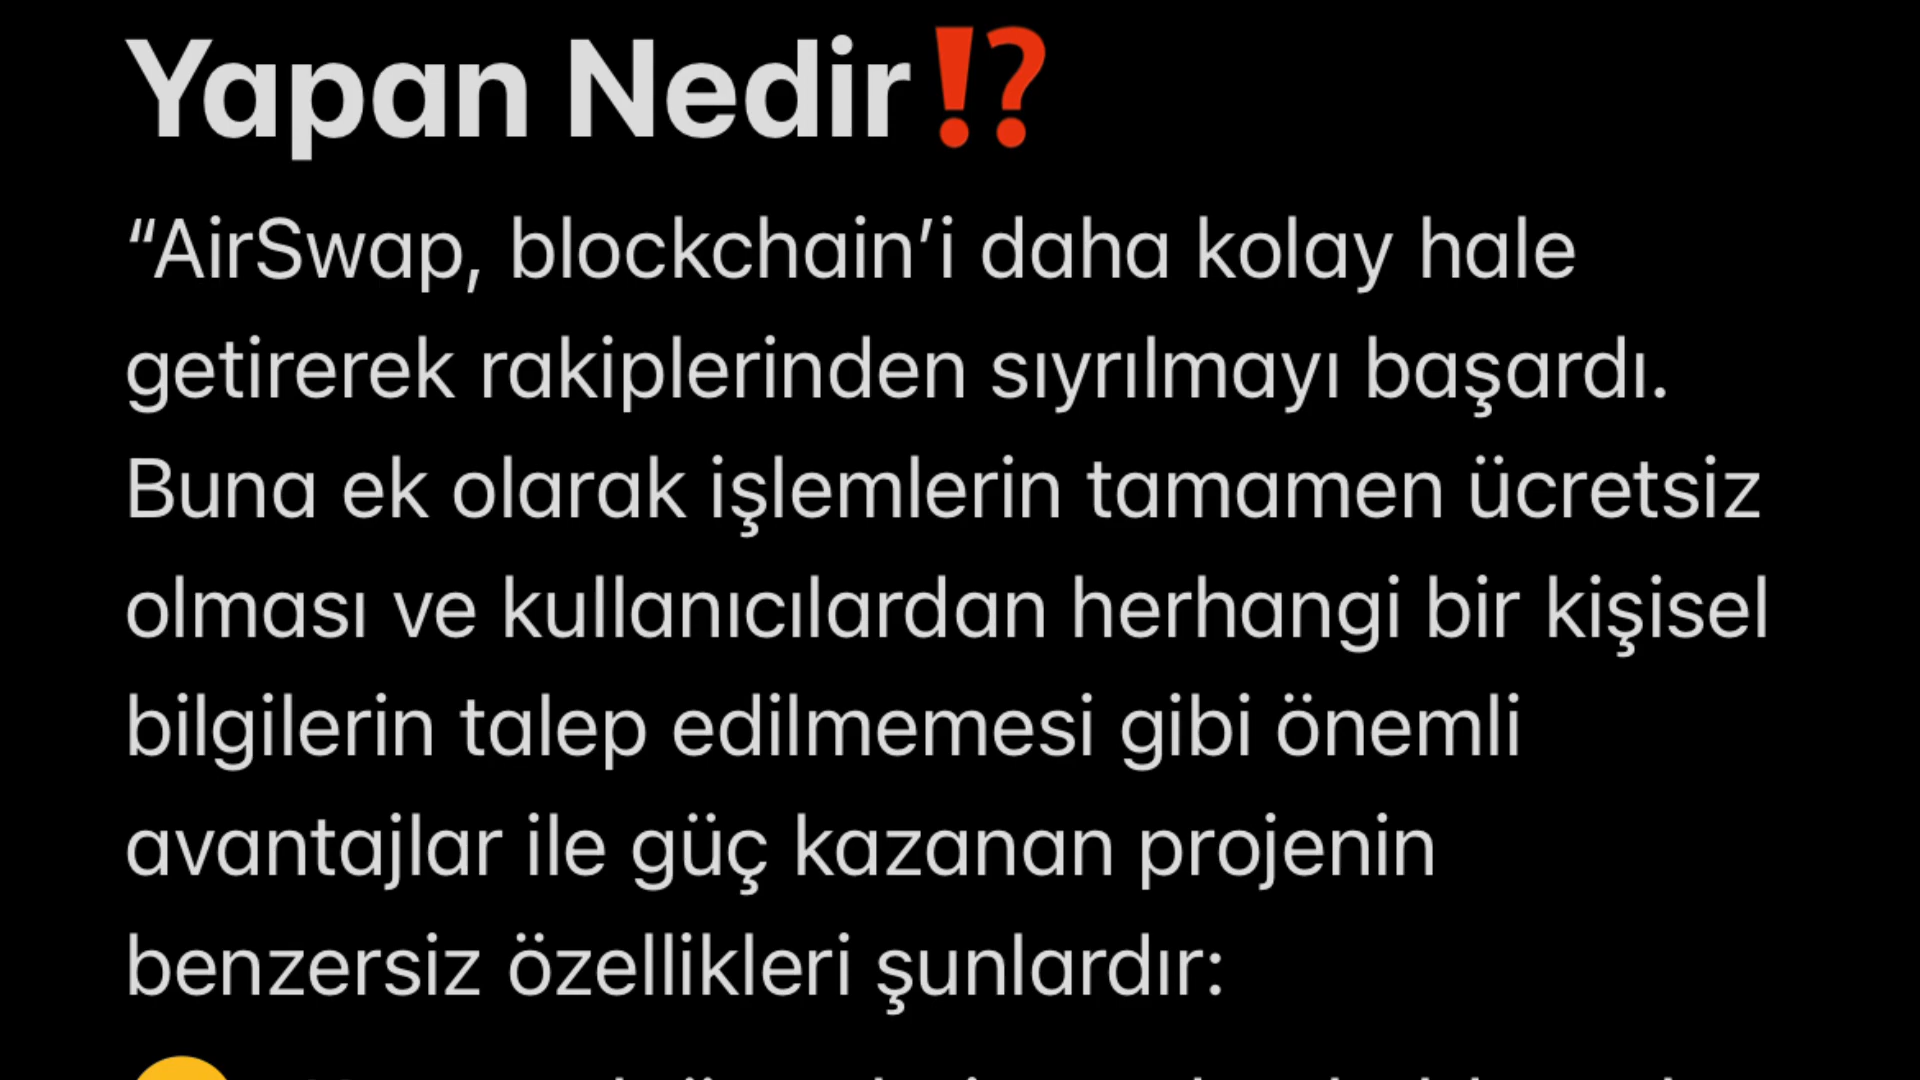 Yapan Nedir⁉️
“AirSwap, blockchain’i daha kolay hale
getirerek rakiplerinden sıyrılmayı başardı.
Buna ek olarak işlemlerin tamamen ücretsiz
olması ve kullanıcılardan herhangi bir kişisel
bilgilerin talep edilmemesi gibi önemli
avantajlar ile güç kazanan projenin
benzersiz özellikleri şunlardır: